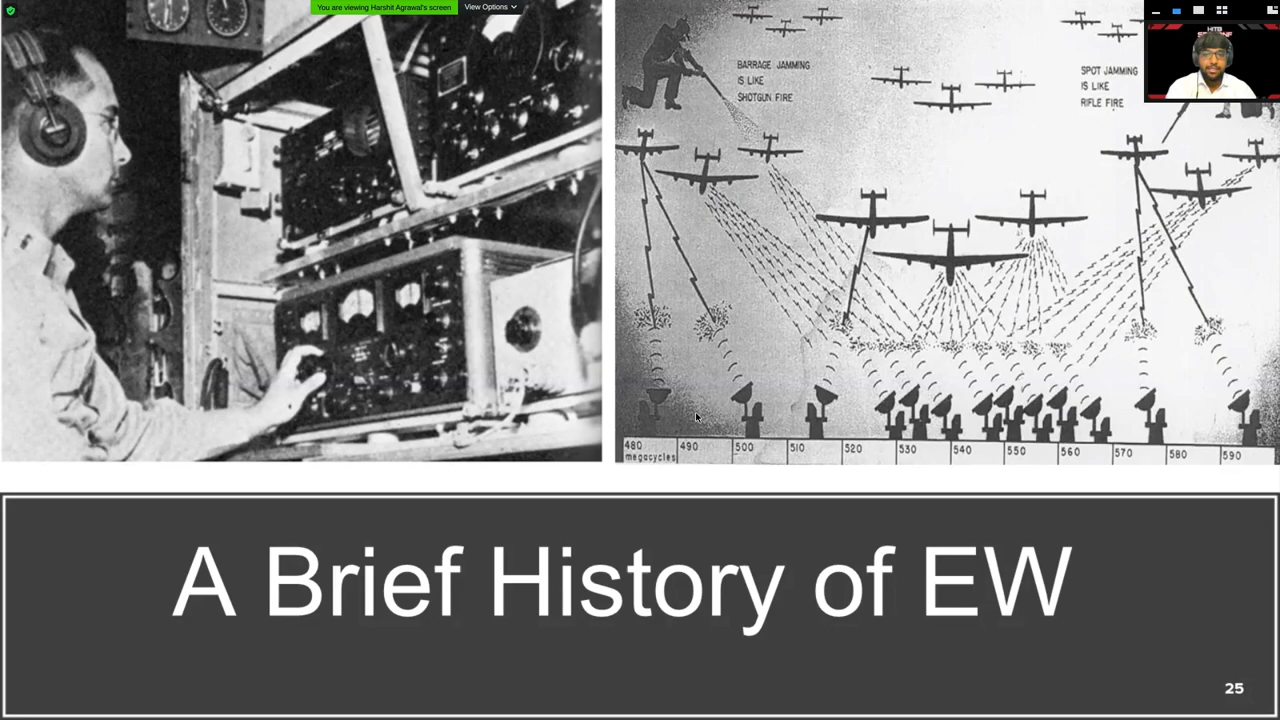 You are viewing Harshit Agrawal's screen
View Options
BARRAGE JAMMING
IS LIKE
SHOTGUN FIRE
SPOT JAMMING
IS LIKE
RIFLE FIRE
480 490 500 510 520 530 540 550 560 570 580 590
megacycles
A Brief History of EW
25